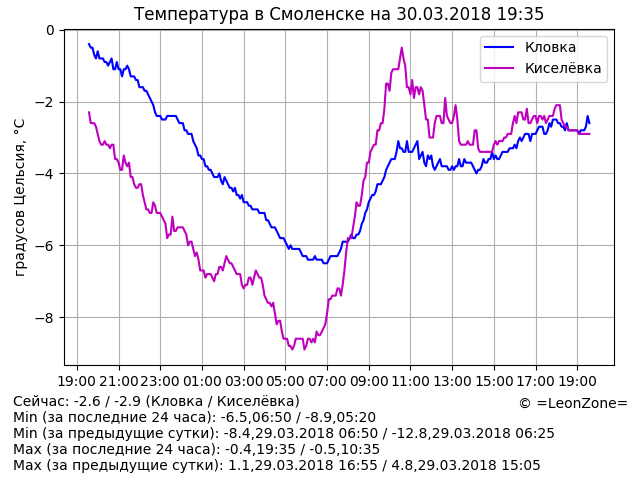 Температура в Смоленске на 30.03.2018 19:35
Кловка
Киселёвка
градусов Цельсия, °C
0
−2
−4
−6
−8
19:00 21:00 23:00 01:00 03:00 05:00 07:00 09:00 11:00 13:00 15:00 17:00 19:00
Сейчас: -2.6 / -2.9 (Кловка / Киселёвка)
© =LeonZone=
Min (за последние 24 часа): -6.5,06:50 / -8.9,05:20
Min (за предыдущие сутки): -8.4,29.03.2018 06:50 / -12.8,29.03.2018 06:25
Max (за последние 24 часа): -0.4,19:35 / -0.5,10:35
Max (за предыдущие сутки): 1.1,29.03.2018 16:55 / 4.8,29.03.2018 15:05